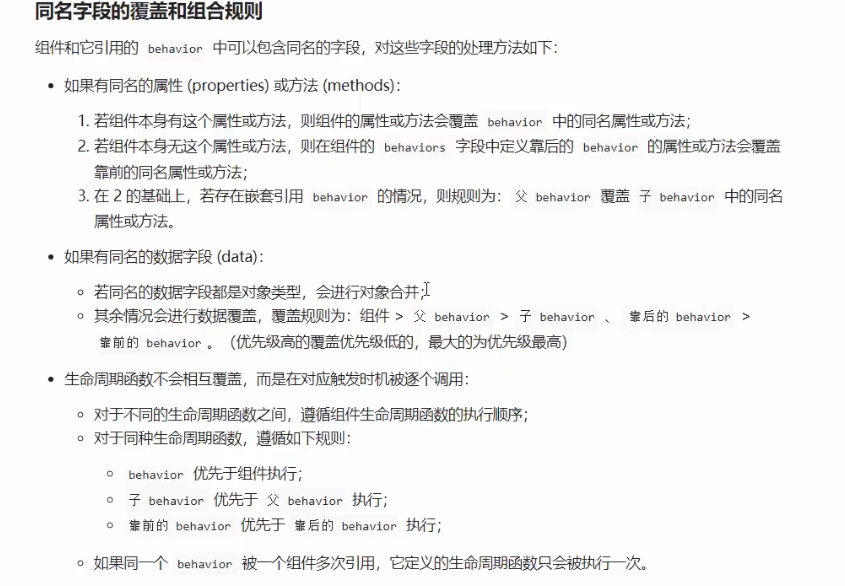 同名字段的覆盖和组合规则
组件和它引用的 behavior 中可以包含同名的字段，对这些字段的处理方法如下：
• 如果有同名的属性 (properties) 或方法 (methods)：
1. 若组件本身有这个属性或方法，则组件的属性或方法会覆盖 behavior 中的同名属性或方法；
2. 若组件本身无这个属性或方法，则在组件的 behaviors 字段中定义靠后的 behavior 的属性或方法会覆盖
靠前的同名属性或方法；
3. 在 2 的基础上，若存在嵌套引用 behavior 的情况，则规则为：父 behavior 覆盖 子 behavior 中的同名
属性或方法。
• 如果有同名的数据字段 (data)：
○ 若同名的数据字段都是对象类型，会进行对象合并；
○ 其余情况会进行数据覆盖，覆盖规则为：组件 > 父 behavior > 子 behavior 、 靠后的 behavior >
靠前的 behavior 。（优先级高的覆盖优先级低的，最大的为优先级最高）
• 生命周期函数不会相互覆盖，而是在对应触发时机被逐个调用：
○ 对于不同的生命周期函数之间，遵循组件生命周期函数的执行顺序；
○ 对于同种生命周期函数，遵循如下规则：
○ behavior 优先于组件执行；
○ 子 behavior 优先于 父 behavior 执行；
○ 靠前的 behavior 优先于 靠后的 behavior 执行；
○ 如果同一个 behavior 被一个组件多次引用，它定义的生命周期函数只会被执行一次。